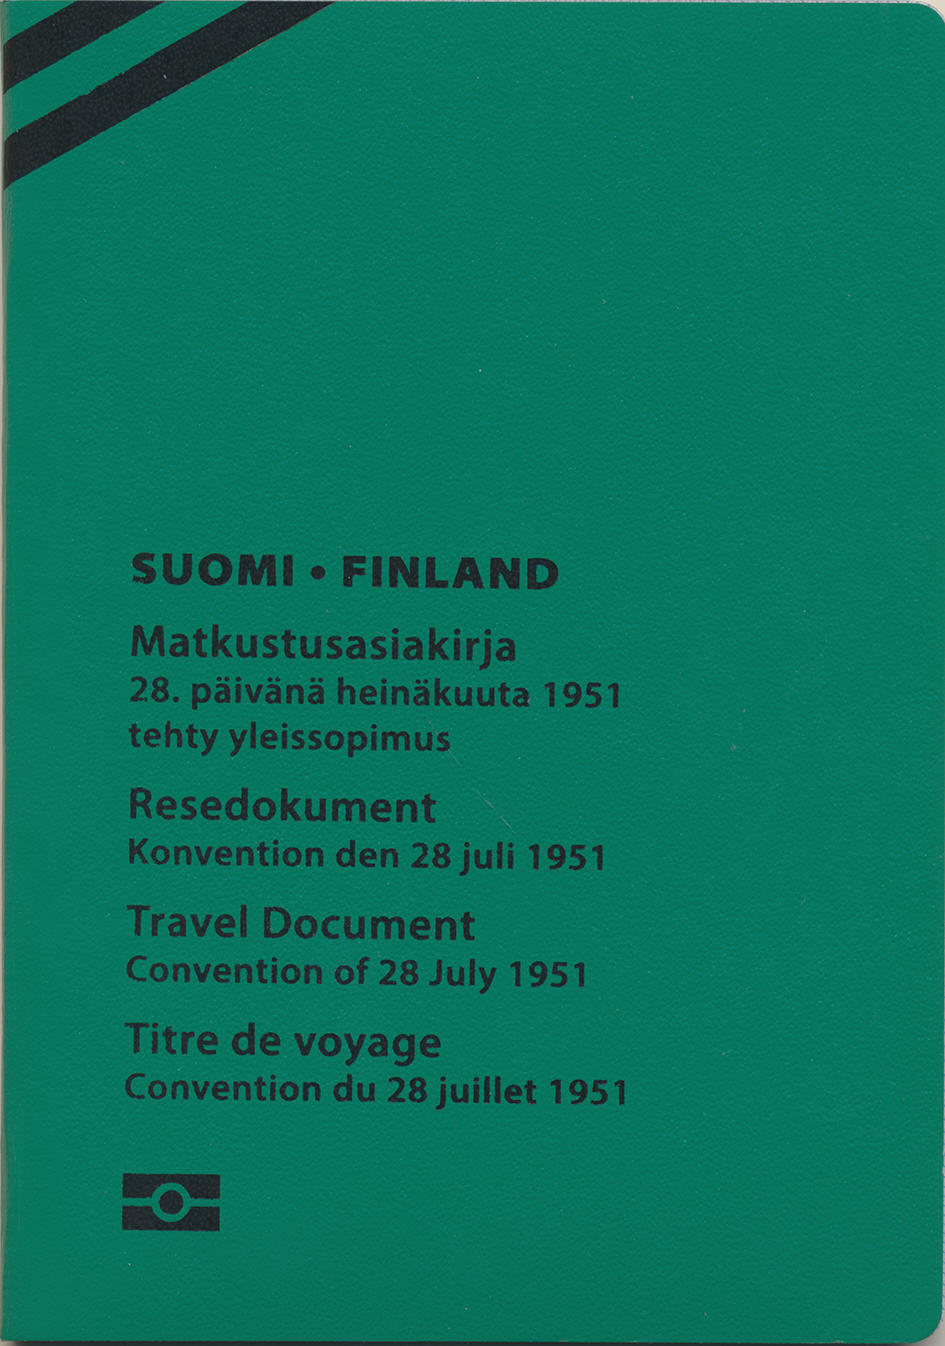 SUOMI • FINLAND
Matkustusasiakirja
28. päivänä heinäkuuta 1951
tehty yleissopimus
Resedokument
Konvention den 28 juli 1951
Travel Document
Convention of 28 July 1951
Titre de voyage
Convention du 28 juillet 1951